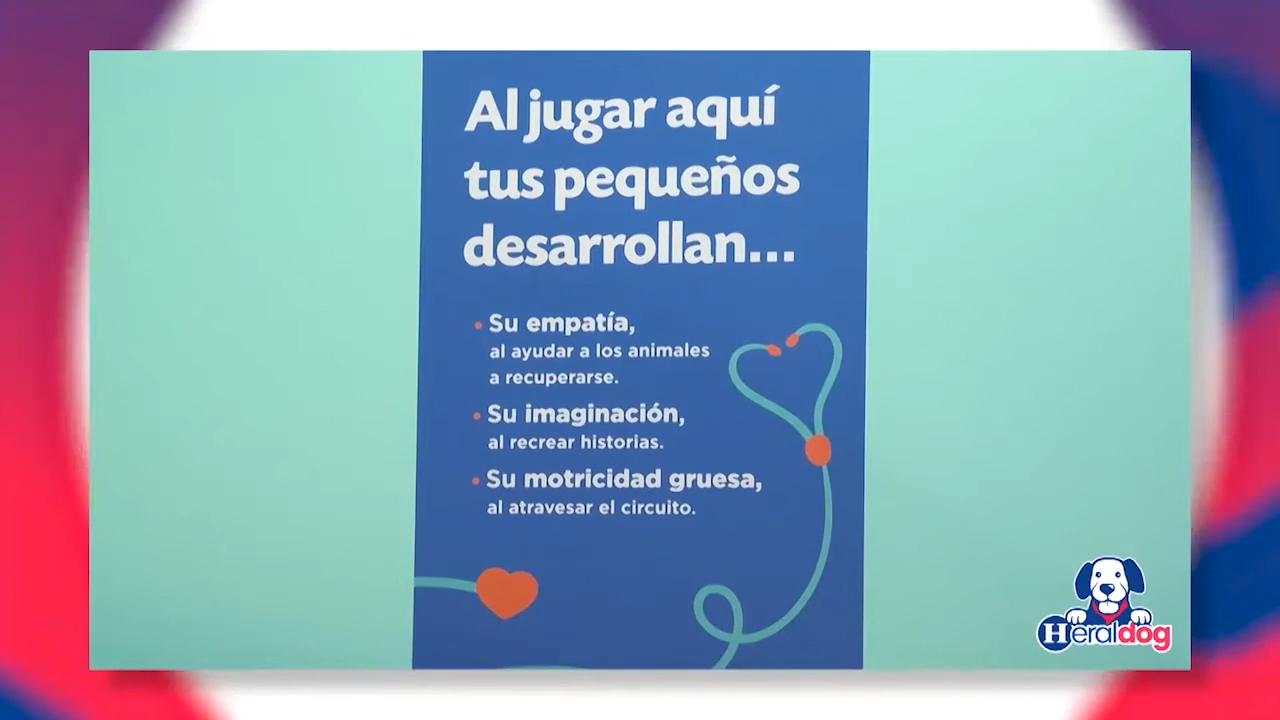 Al jugar aquí
tus pequeños
desarrollan...
• Su empatía,
al ayudar a los animales
a recuperarse.
• Su imaginación,
al recrear historias.
• Su motricidad gruesa,
al atravesar el circuito.
Heraldog